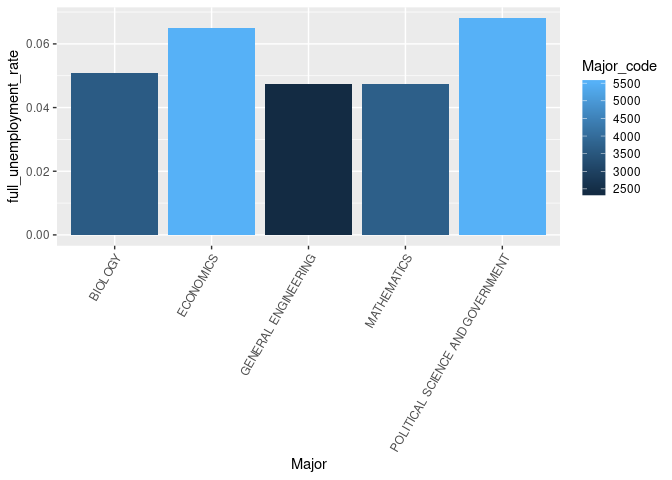 full_unemployment_rate
0.06
0.04
0.02
0.00
BIOLOGY
ECONOMICS
GENERAL ENGINEERING
MATHEMATICS
POLITICAL SCIENCE AND GOVERNMENT
Major
Major_code
5500
5000
4500
4000
3500
3000
2500